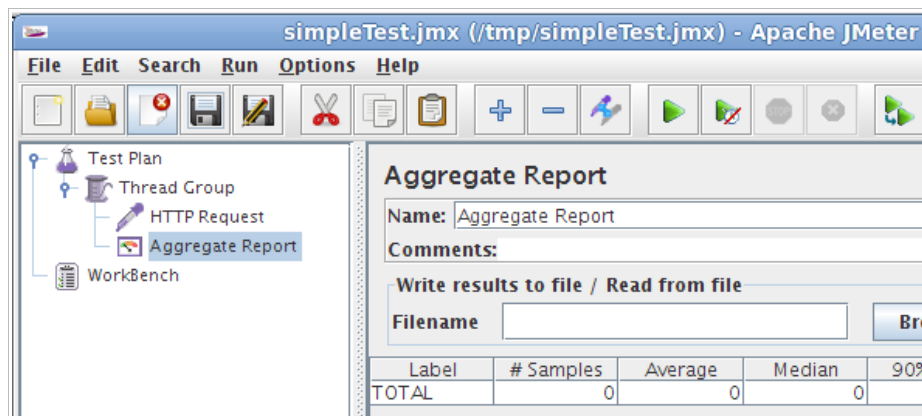 simpleTest.jmx (/tmp/simpleTest.jmx) - Apache JMeter
File Edit Search Run Options Help
Test Plan
Thread Group
HTTP Request
Aggregate Report
WorkBench
Aggregate Report
Name: Aggregate Report
Comments:
Write results to file / Read from file
Filename
Label # Samples Average Median 90%
TOTAL 0 0 0